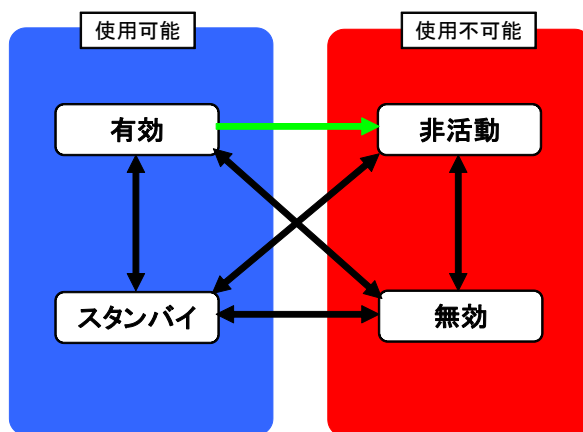 使用可能
使用不可能
有効
非活動
スタンバイ
無効